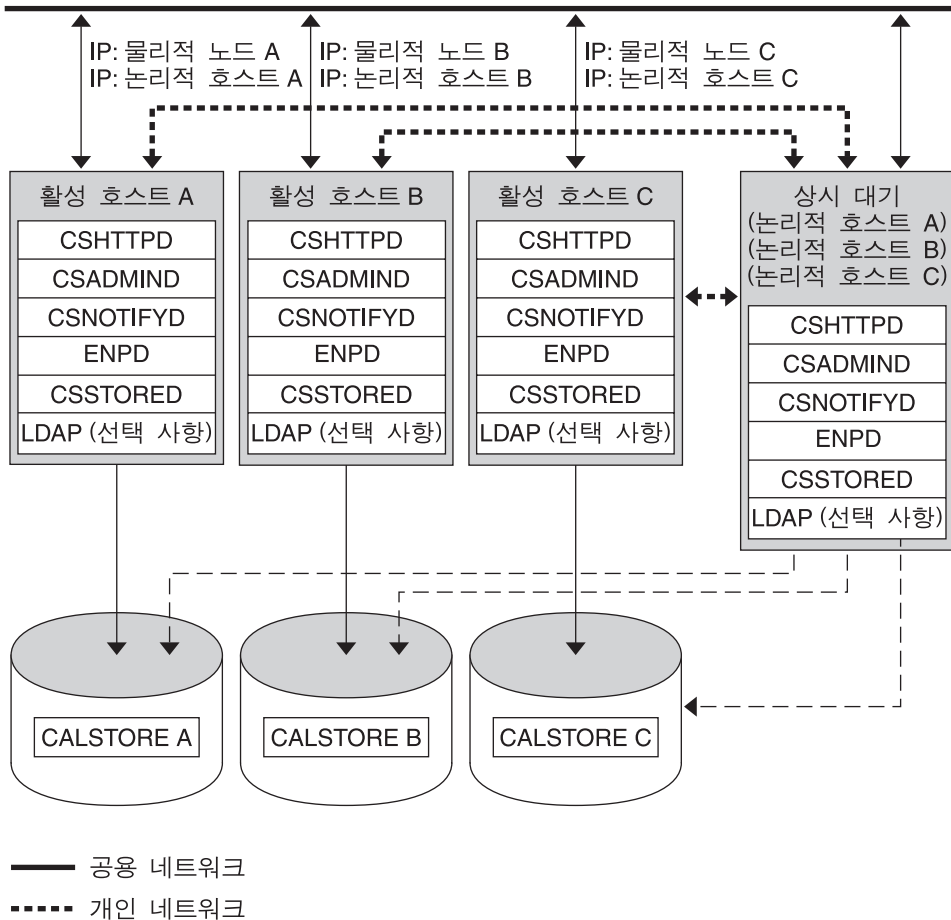 IP: 물리적 노드 A
IP: 논리적 호스트 A
IP: 물리적 노드 B
IP: 논리적 호스트 B
IP: 물리적 노드 C
IP: 논리적 호스트 C
활성 호스트 A
CSHTTPD
CSADMIND
CSNOTIFYD
ENPD
CSSTORED
LDAP (선택 사항)
활성 호스트 B
CSHTTPD
CSADMIND
CSNOTIFYD
ENPD
CSSTORED
LDAP (선택 사항)
활성 호스트 C
CSHTTPD
CSADMIND
CSNOTIFYD
ENPD
CSSTORED
LDAP (선택 사항)
상시 대기
(논리적 호스트 A)
(논리적 호스트 B)
(논리적 호스트 C)
CSHTTPD
CSADMIND
CSNOTIFYD
ENPD
CSSTORED
LDAP (선택 사항)
CALSTORE A
CALSTORE B
CALSTORE C
공용 네트워크
개인 네트워크